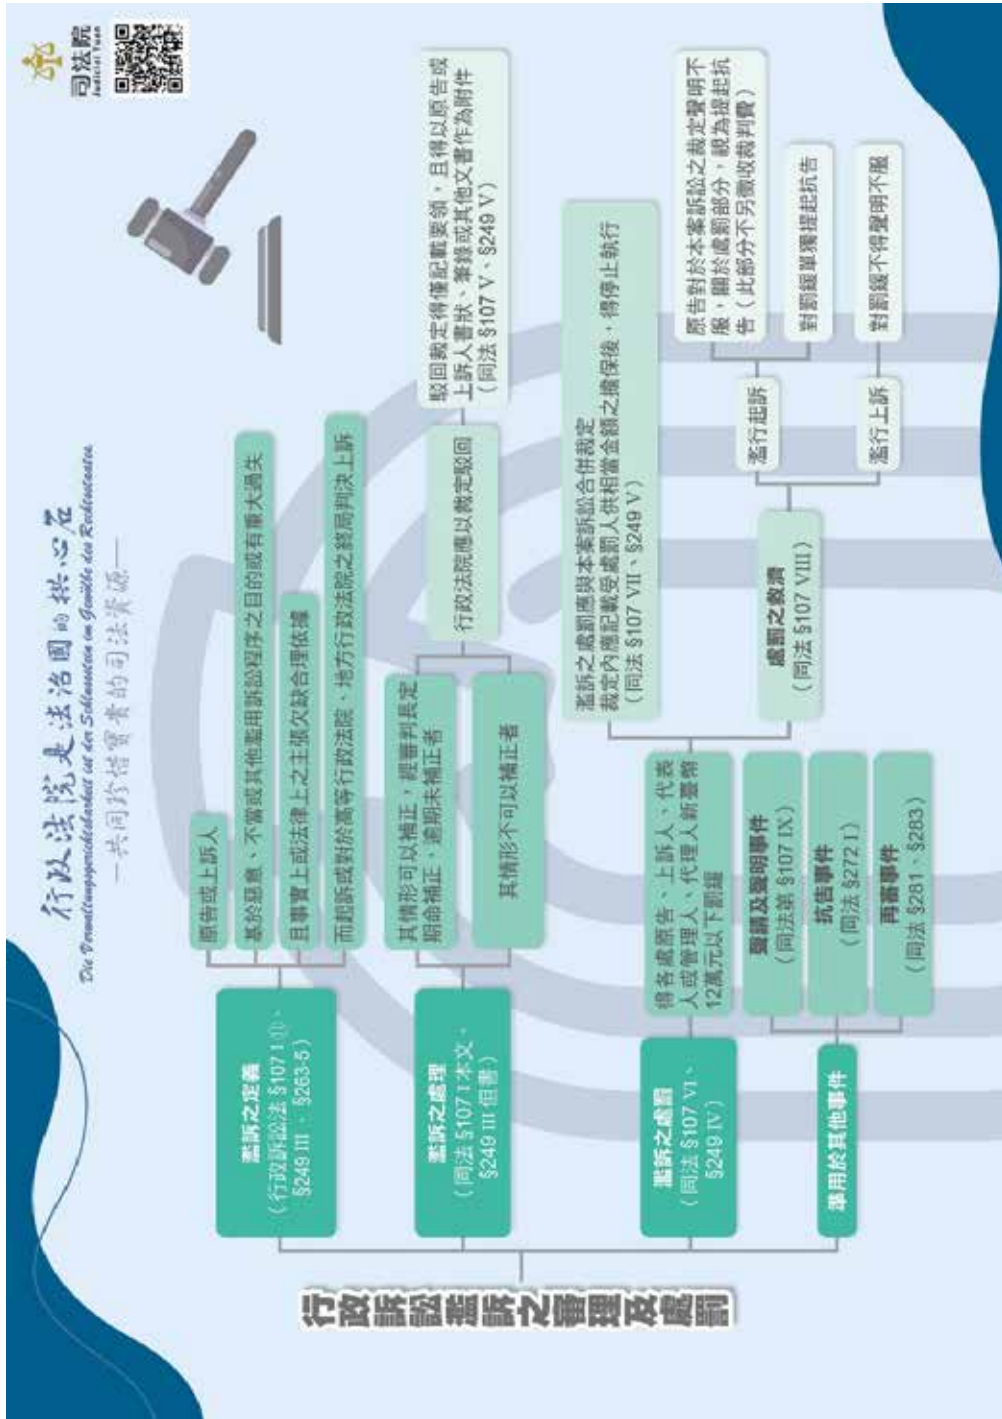 司法院
Judicial Yuan
行政法院是法治國的拱心石
Die Verwaltungsgerichtsbarkeit ist der Schlussstein im Gewölbe des Rechtsstaates
—共同珍惜寶貴的司法資源—
行政訴訟濫訴之審理及處罰
濫訴之定義
（行政訴訟法 §107 I ⑪、
§249 III、§263-5）
原告或上訴人
基於惡意、不當或其他濫用訴訟程序之目的或有重大過失
且事實上或法律上之主張欠缺合理依據
而起訴或對於高等行政法院、地方行政法院之終局判決上訴
濫訴之處理
（同法 §107 I 本文、
§249 III 但書）
其情形可以補正，經審判長定
期命補正，逾期未補正者
其情形不可以補正者
行政法院應以裁定駁回
駁回裁定得僅記載要領，且得以原告或
上訴人書狀、筆錄或其他文書作為附件
（同法 §107 V、§249 V）
濫訴之處罰
（同法 §107 VI、
§249 IV）
得各處原告、上訴人、代表
人或管理人、代理人新臺幣
12萬元以下罰鍰
濫訴之處罰應與本案訴訟合併裁定
裁定內應記載受處罰人供相當金額之擔保後，得停止執行
（同法 §107 VII、§249 V）
處罰之救濟
（同法 §107 VIII）
濫行起訴
原告對於本案訴訟之裁定聲明不
服，關於處罰部分，視為提起抗
告（此部分不另徵收裁判費）
對罰鍰單獨提起抗告
濫行上訴
對罰鍰不得聲明不服
準用於其他事件
聲請及聲明事件
（同法第 §107 IX）
抗告事件
（同法 §272 I）
再審事件
（同法 §281、§283）